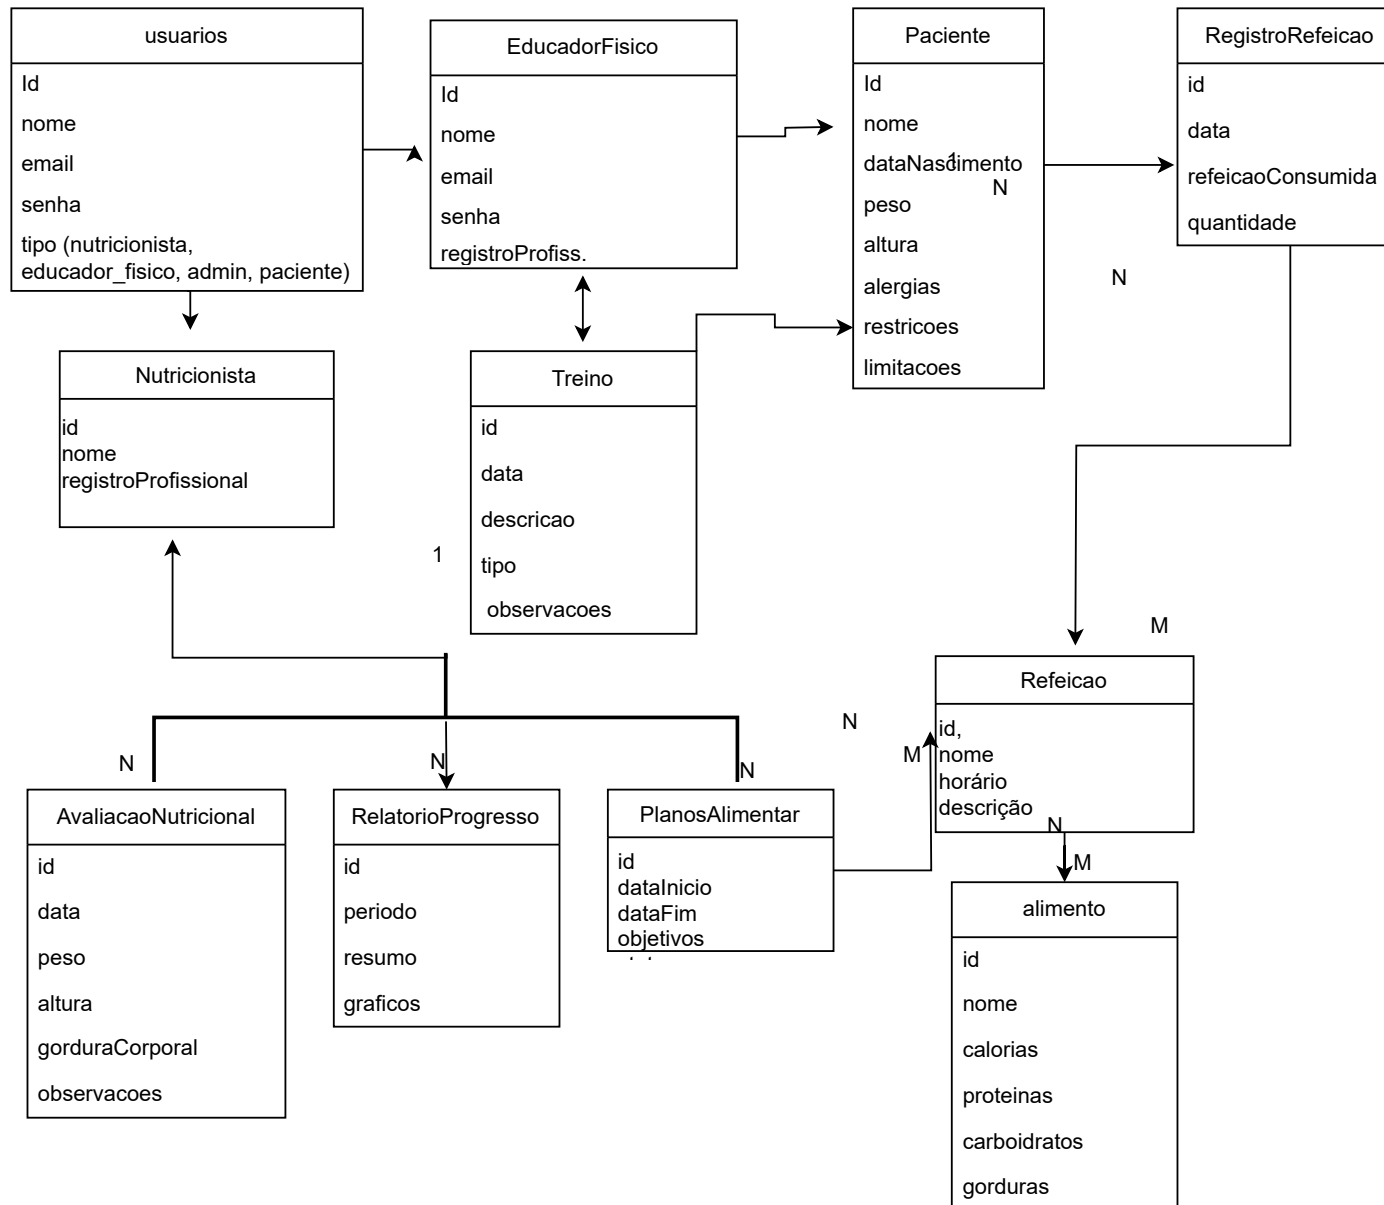 usuarios
Id
nome
email
senha
tipo (nutricionista,
educador_fisico, admin, paciente)
EducadorFisico
Id
nome
email
senha
registroProfiss.
Paciente
Id
nome
dataNascimento
1
N
peso
altura
alergias
restricoes
limitacoes
RegistroRefeicao
id
data
refeicaoConsumida
quantidade
N
Nutricionista
id
nome
registroProfissional
Treino
id
data
descricao
tipo
observacoes
1
M
Refeicao
id,
nome
horário
descrição
N
M
N
M
N
N
N
AvaliacaoNutricional
id
data
peso
altura
gorduraCorporal
observacoes
RelatorioProgresso
id
periodo
resumo
graficos
PlanosAlimentar
id
dataInicio
dataFim
objetivos
alimento
id
nome
calorias
proteinas
carboidratos
gorduras